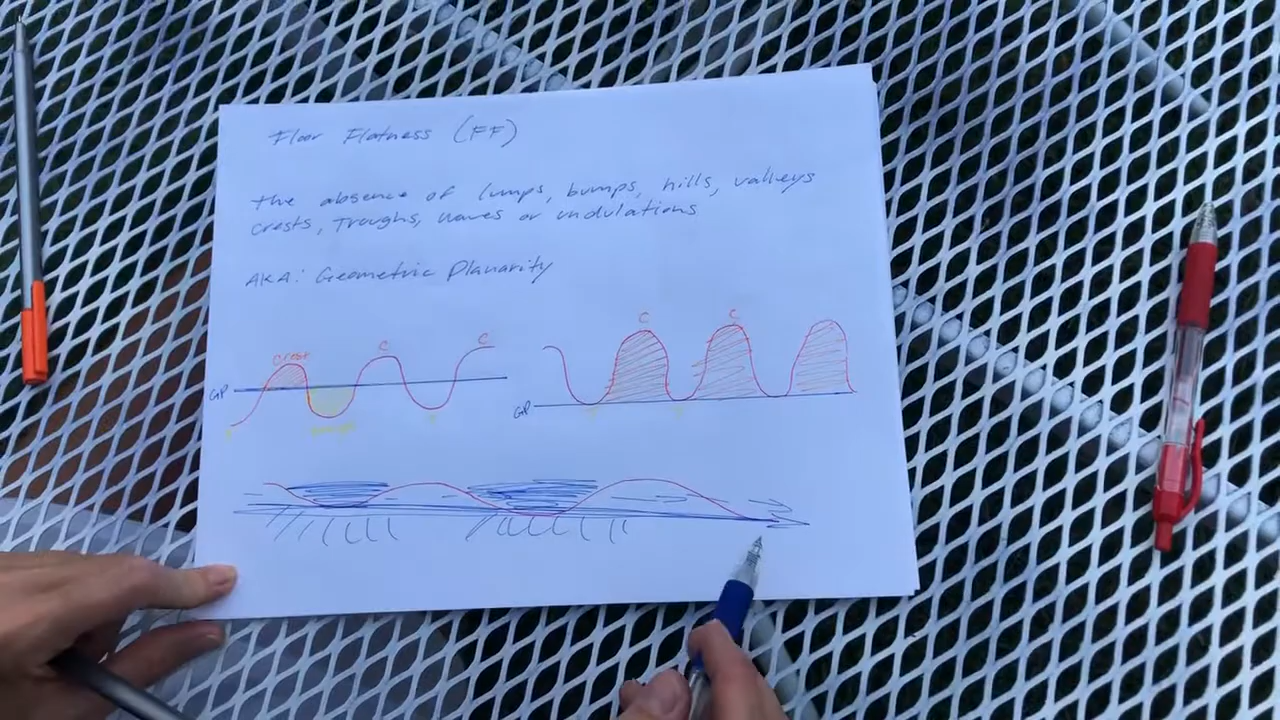 Floor Flatness (FF)
the absence of lumps, bumps, hills, valleys
crests, Troughs, waves or undulations
AKA: Geometric Planarity
C
C
C
C
crest
GP
GP
T
T
T
T